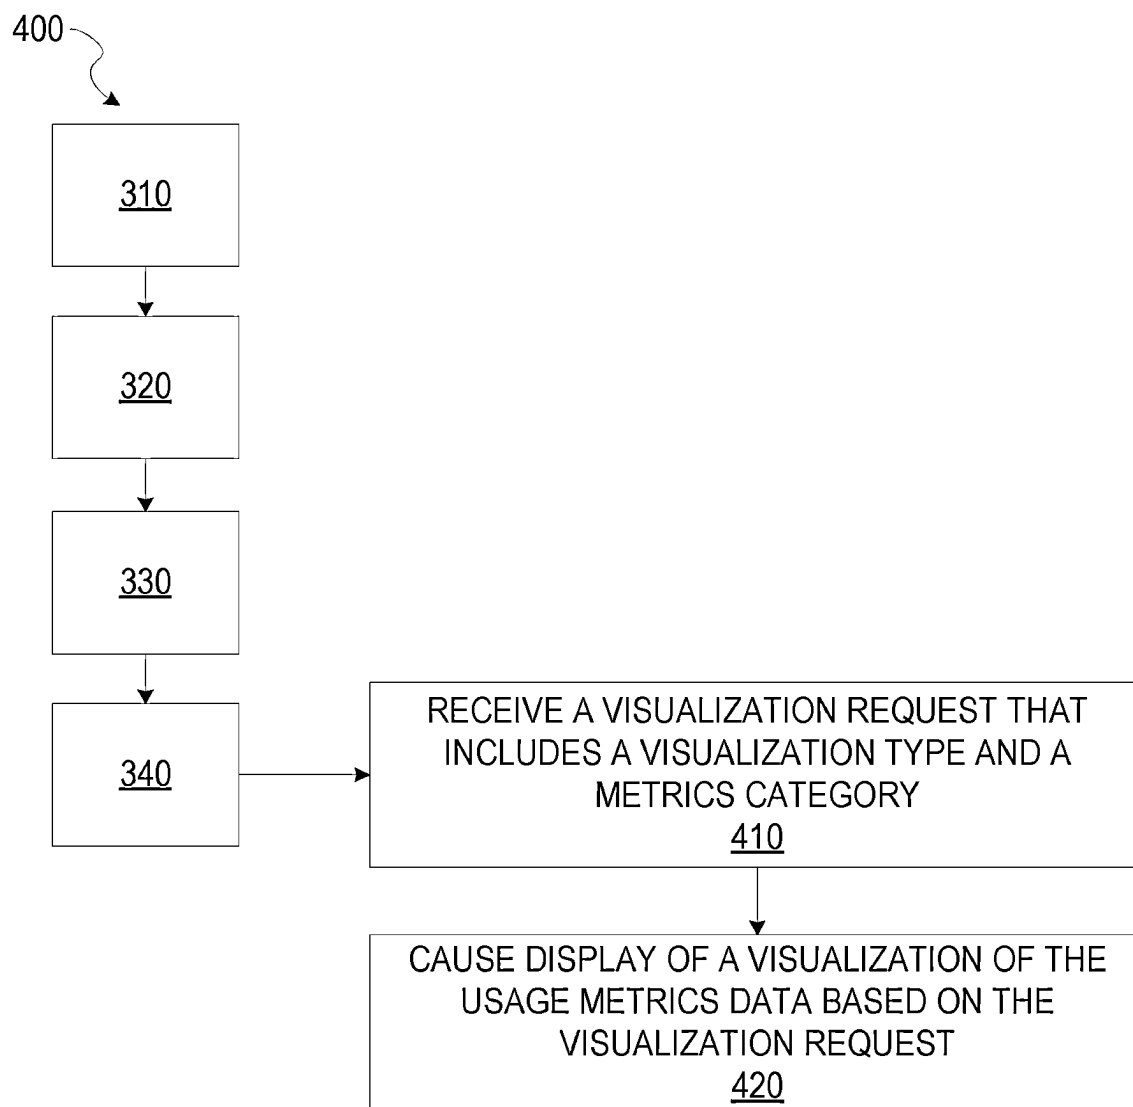 400
310
320
330
340
RECEIVE A VISUALIZATION REQUEST THAT
INCLUDES A VISUALIZATION TYPE AND A
METRICS CATEGORY
410
CAUSE DISPLAY OF A VISUALIZATION OF THE
USAGE METRICS DATA BASED ON THE
VISUALIZATION REQUEST
420